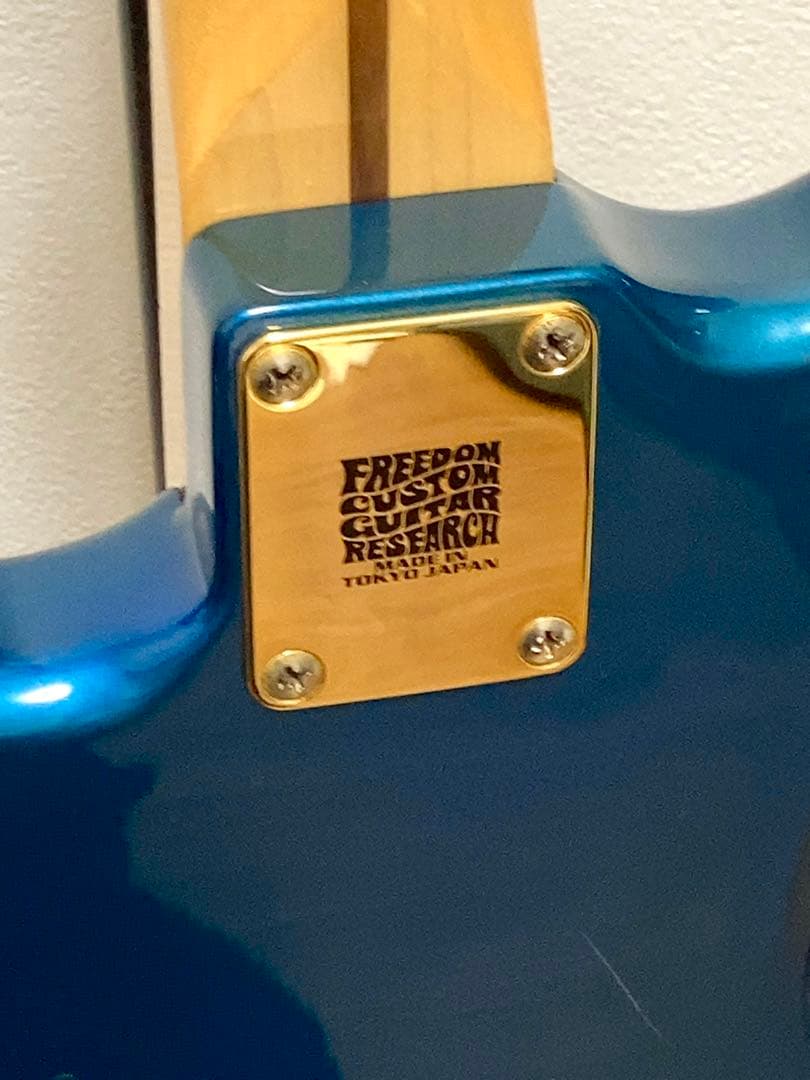 FREEDOM
CUSTOM
GUITAR
RESEARCH
MADE IN
TOKYO JAPAN